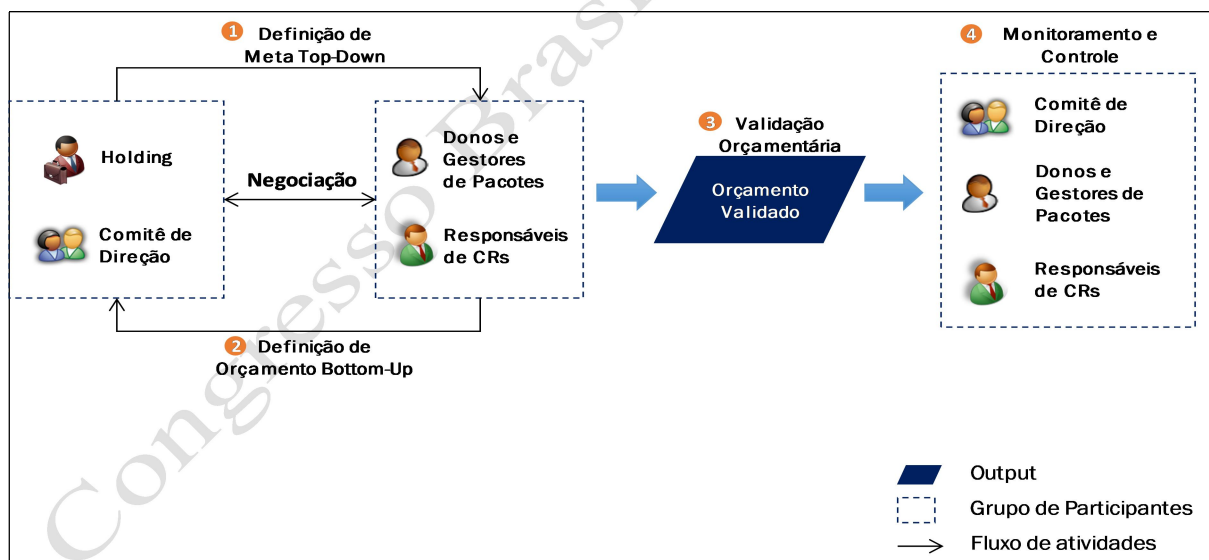 1 Definição de
Meta Top-Down
Holding
Comitê de
Direção
Negociação
Donos e
Gestores
de Pacotes
Responsáveis
de CRs
2 Definição de
Orçamento Bottom-Up
3 Validação
Orçamentária
Orçamento
Validado
4 Monitoramento e
Controle
Comitê de
Direção
Donos e
Gestores de
Pacotes
Responsáveis
de CRs
Output
Grupo de Participantes
Fluxo de atividades
Congresso Bras